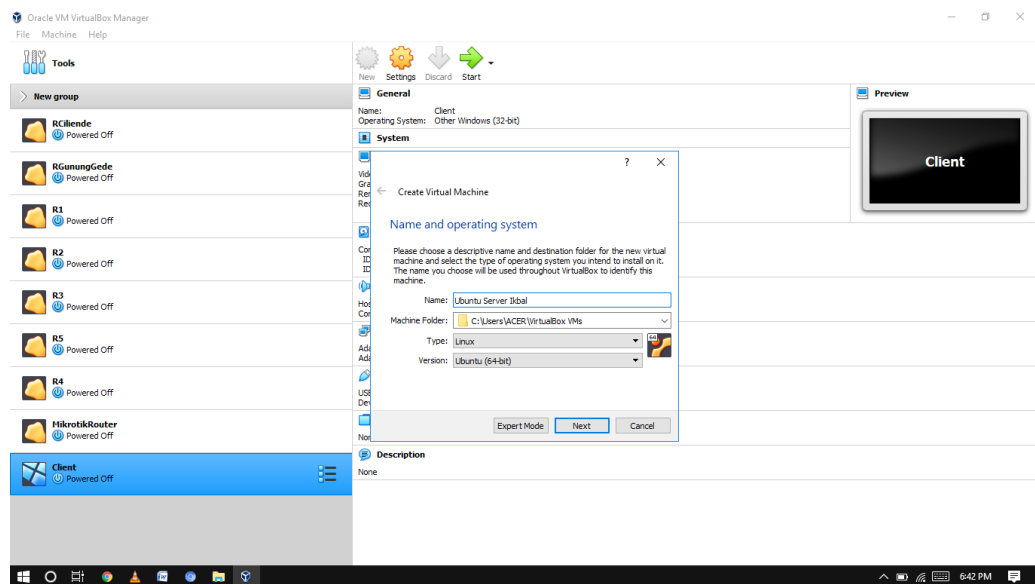 Oracle VM VirtualBox Manager
File Machine Help
Tools
New Settings Discard Start
New group
RCiliende
Powered Off
RGunungGede
Powered Off
R1
Powered Off
R2
Powered Off
R3
Powered Off
R5
Powered Off
R4
Powered Off
MikrotikRouter
Powered Off
Client
Powered Off
General
Name: Client
Operating System: Other Windows (32-bit)
System
Preview
Client
?
Create Virtual Machine
Name and operating system
Please choose a descriptive name and destination folder for the new virtual
machine and select the type of operating system you intend to install on it.
The name you choose will be used throughout VirtualBox to identify this
machine.
Name: Ubuntu Server Ikbal
Machine Folder: C:\Users\ACER\VirtualBox VMs
Type: Linux
64
Version: Ubuntu (64-bit)
Expert Mode Next Cancel
Description
None
6:42 PM